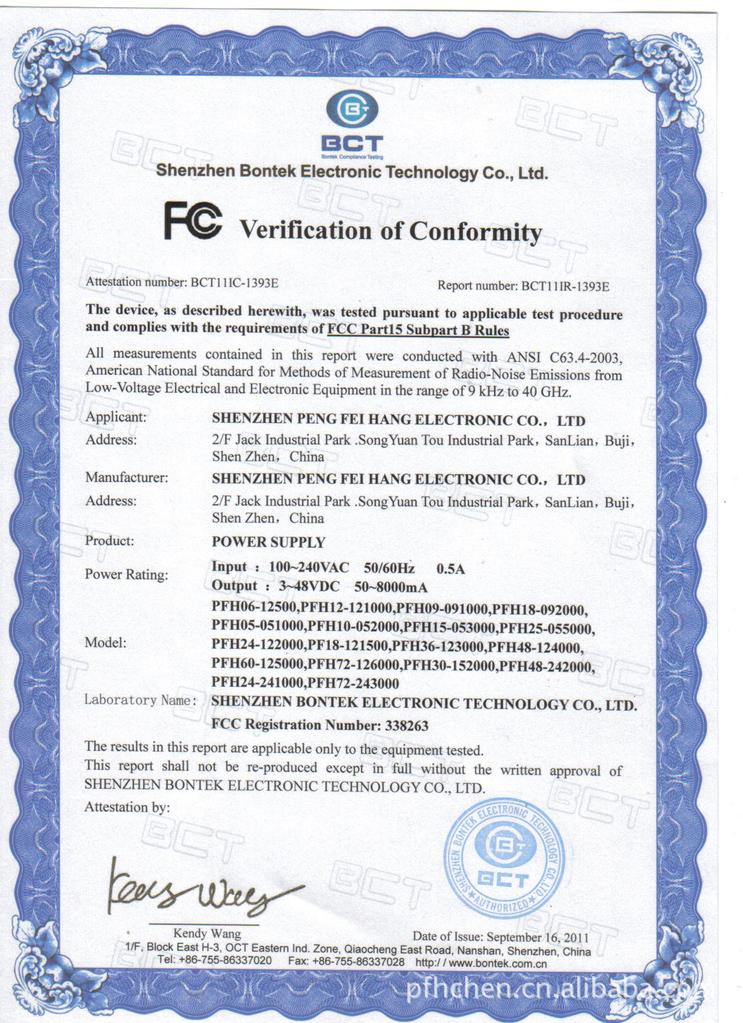 BCT
Bontek Compliance Testing
Shenzhen Bontek Electronic Technology Co., Ltd.
FC Verification of Conformity
Attestation number: BCT11IC-1393E Report number: BCT11IR-1393E
The device, as described herewith, was tested pursuant to applicable test procedure
and complies with the requirements of FCC Part15 Subpart B Rules
All measurements contained in this report were conducted with ANSI C63.4-2003,
American National Standard for Methods of Measurement of Radio-Noise Emissions from
Low-Voltage Electrical and Electronic Equipment in the range of 9 kHz to 40 GHz.
Applicant: SHENZHEN PENG FEI HANG ELECTRONIC CO.，LTD
Address: 2/F Jack Industrial Park .SongYuan Tou Industrial Park，SanLian，Buji，
Shen Zhen，China
Manufacturer: SHENZHEN PENG FEI HANG ELECTRONIC CO.，LTD
Address: 2/F Jack Industrial Park .SongYuan Tou Industrial Park，SanLian，Buji，
Shen Zhen，China
Product: POWER SUPPLY
Power Rating: Input : 100~240VAC 50/60Hz 0.5A
Output : 3~48VDC 50~8000mA
Model: PFH06-12500,PFH12-121000,PFH09-091000,PFH18-092000,
PFH05-051000,PFH10-052000,PFH15-053000,PFH25-055000,
PFH24-122000,PF18-121500,PFH36-123000,PFH48-124000,
PFH60-125000,PFH72-126000,PFH30-152000,PFH48-242000,
PFH24-241000,PFH72-243000
Laboratory Name: SHENZHEN BONTEK ELECTRONIC TECHNOLOGY CO., LTD.
FCC Registration Number: 338263
The results in this report are applicable only to the equipment tested.
This report shall not be re-produced except in full without the written approval of
SHENZHEN BONTEK ELECTRONIC TECHNOLOGY CO., LTD.
Attestation by:
SHENZHEN BONTEK ELECTRONIC TECHNOLOGY CO.,LTD.
BCT
AUTHORIZED
Kendy Wang
Date of Issue: September 16, 2011
1/F, Block East H-3, OCT Eastern Ind. Zone, Qiaocheng East Road, Nanshan, Shenzhen, China
Tel: +86-755-86337020 Fax: +86-755-86337028 http://www.bontek.com.cn
pfhchen.cn.alibaba.co